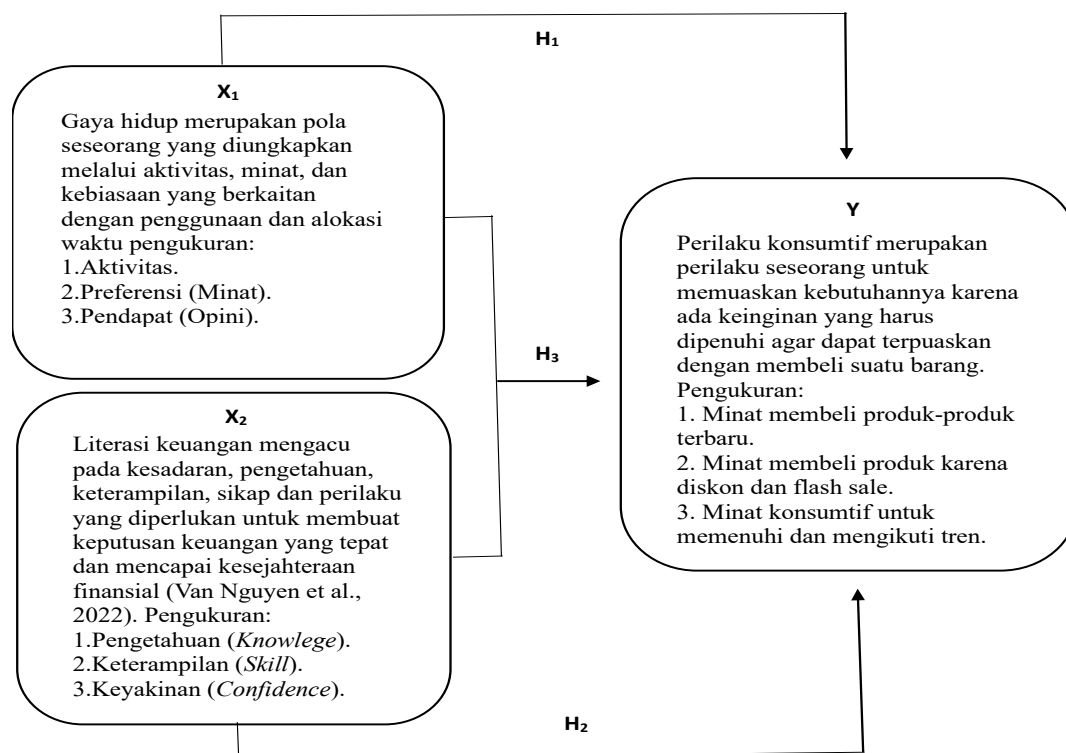 H₁
X₁
Gaya hidup merupakan pola
seseorang yang diungkapkan
melalui aktivitas, minat, dan
kebiasaan yang berkaitan
dengan penggunaan dan alokasi
waktu pengukuran:
1.Aktivitas.
2.Preferensi (Minat).
3.Pendapat (Opini).
X₂
Literasi keuangan mengacu
pada kesadaran, pengetahuan,
keterampilan, sikap dan perilaku
yang diperlukan untuk membuat
keputusan keuangan yang tepat
dan mencapai kesejahteraan
finansial (Van Nguyen et al.,
2022). Pengukuran:
1.Pengetahuan (Knowlege).
2.Keterampilan (Skill).
3.Keyakinan (Confidence).
H₃
Y
Perilaku konsumtif merupakan
perilaku seseorang untuk
memuaskan kebutuhannya karena
ada keinginan yang harus
dipenuhi agar dapat terpuaskan
dengan membeli suatu barang.
Pengukuran:
1. Minat membeli produk-produk
terbaru.
2. Minat membeli produk karena
diskon dan flash sale.
3. Minat konsumtif untuk
memenuhi dan mengikuti tren.
H₂